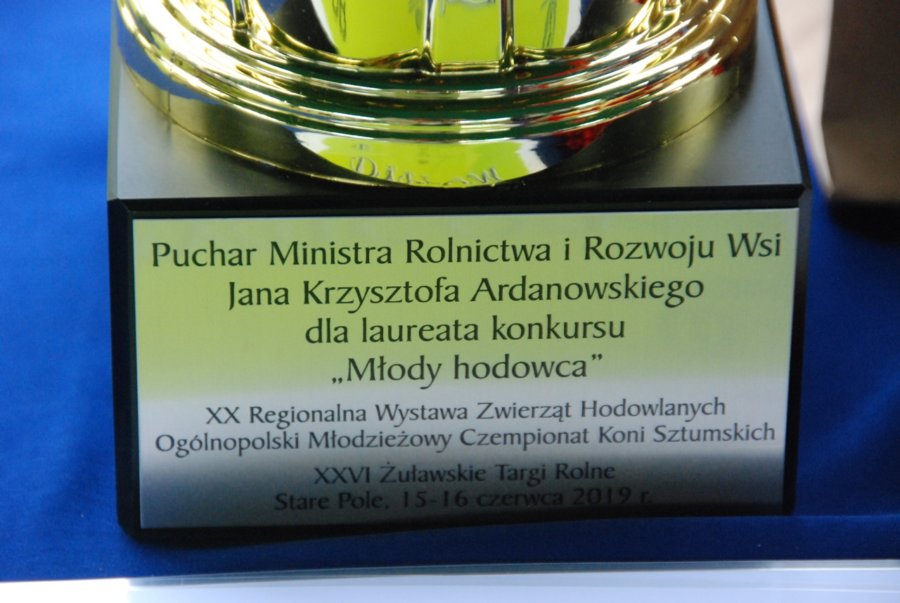 Puchar Ministra Rolnictwa i Rozwoju Wsi
Jana Krzysztofa Ardanowskiego
dla laureata konkursu
„Młody hodowca”
XX Regionalna Wystawa Zwierząt Hodowlanych
Ogólnopolski Młodzieżowy Czempionat Koni Sztumskich
XXVI Żuławskie Targi Rolne
Stare Pole, 15-16 czerwca 2019 r.